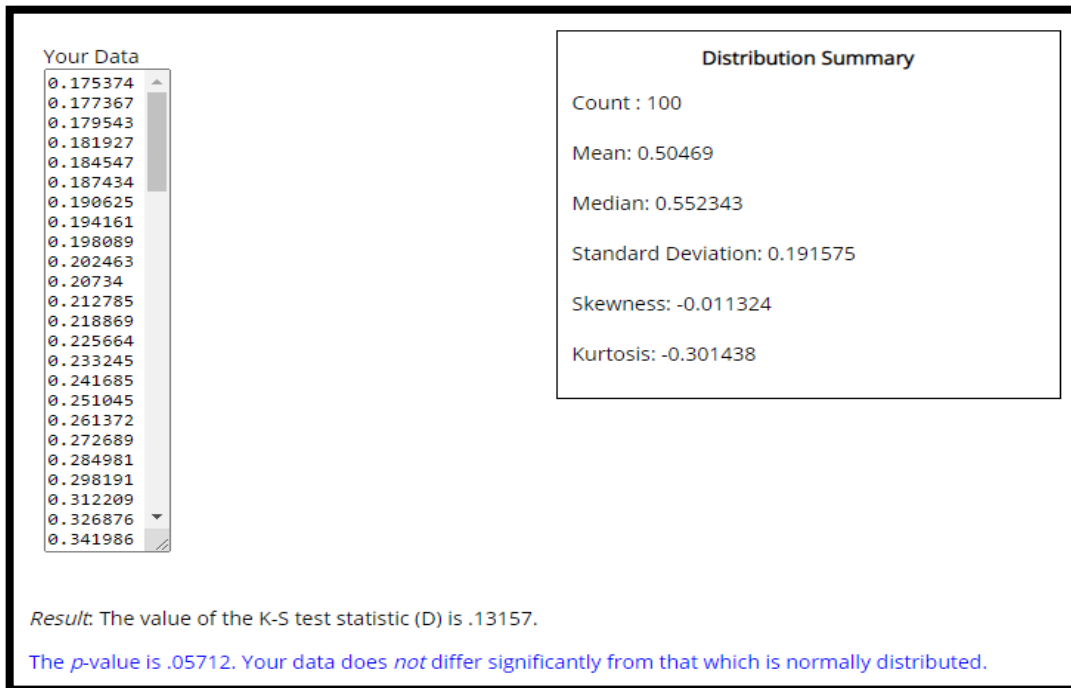 Your Data
0.175374
0.177367
0.179543
0.181927
0.184547
0.187434
0.190625
0.194161
0.198089
0.202463
0.20734
0.212785
0.218869
0.225664
0.233245
0.241685
0.251045
0.261372
0.272689
0.284981
0.298191
0.312209
0.326876
0.341986
Distribution Summary
Count : 100
Mean: 0.50469
Median: 0.552343
Standard Deviation: 0.191575
Skewness: -0.011324
Kurtosis: -0.301438
Result: The value of the K-S test statistic (D) is .13157.
The p-value is .05712. Your data does not differ significantly from that which is normally distributed.